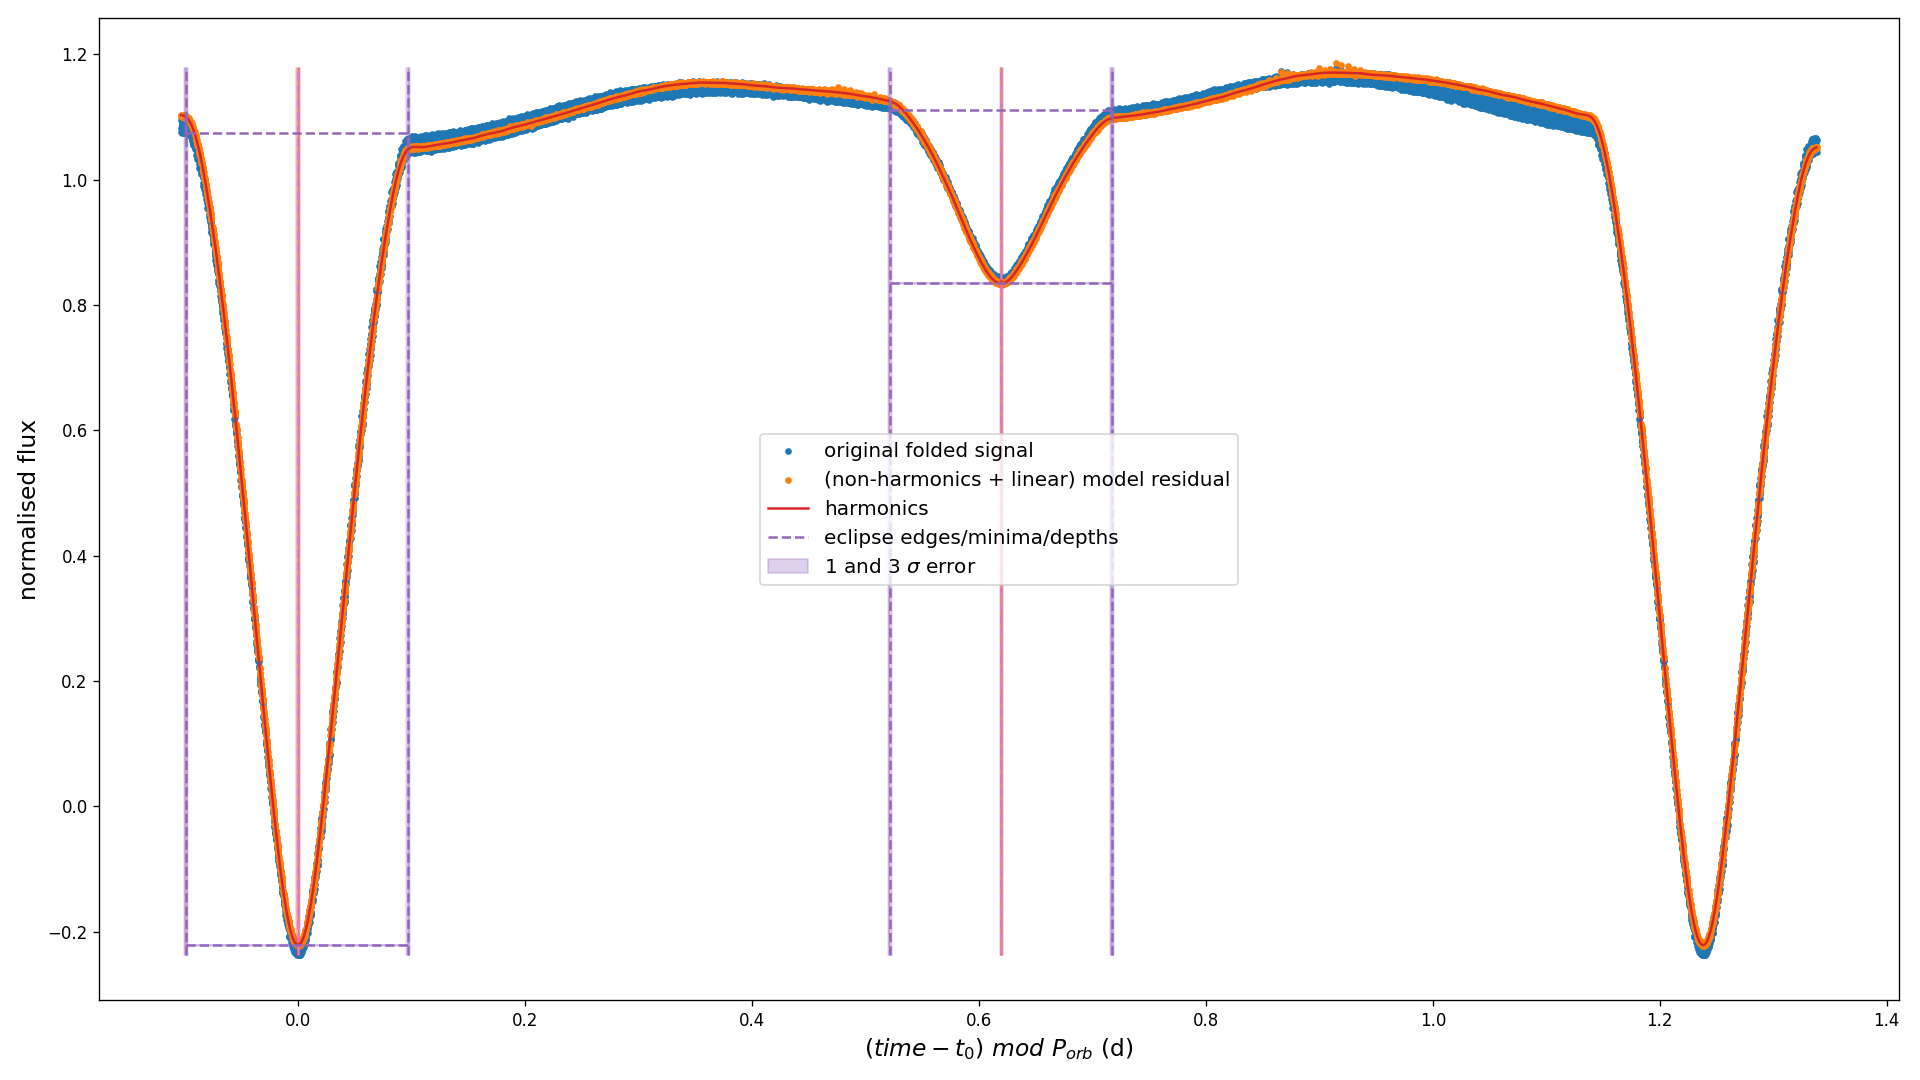 1.2
1.0
0.8
0.6
0.4
0.2
0.0
−0.2
normalised flux
original folded signal
(non-harmonics + linear) model residual
harmonics
eclipse edges/minima/depths
1 and 3 σ error
0.0 0.2 0.4 0.6 0.8 1.0 1.2 1.4
(time − t₀) mod Pₒᵣb (d)